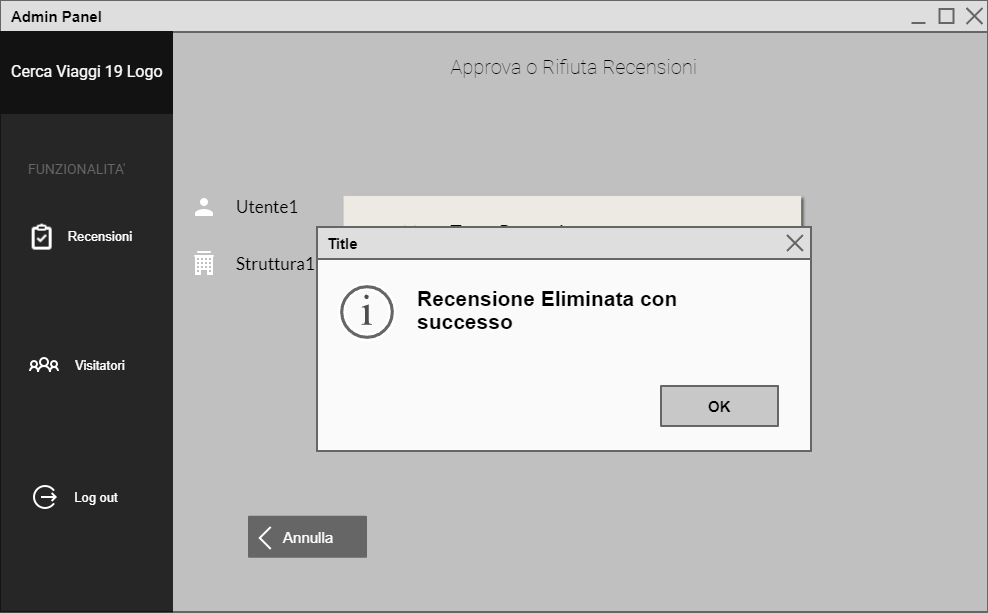 Admin Panel
Cerca Viaggi 19 Logo
Approva o Rifiuta Recensioni
FUNZIONALITA'
Utente1
Recensioni
Title
Struttura1
Recensione Eliminata con
successo
Visitatori
OK
Log out
Annulla